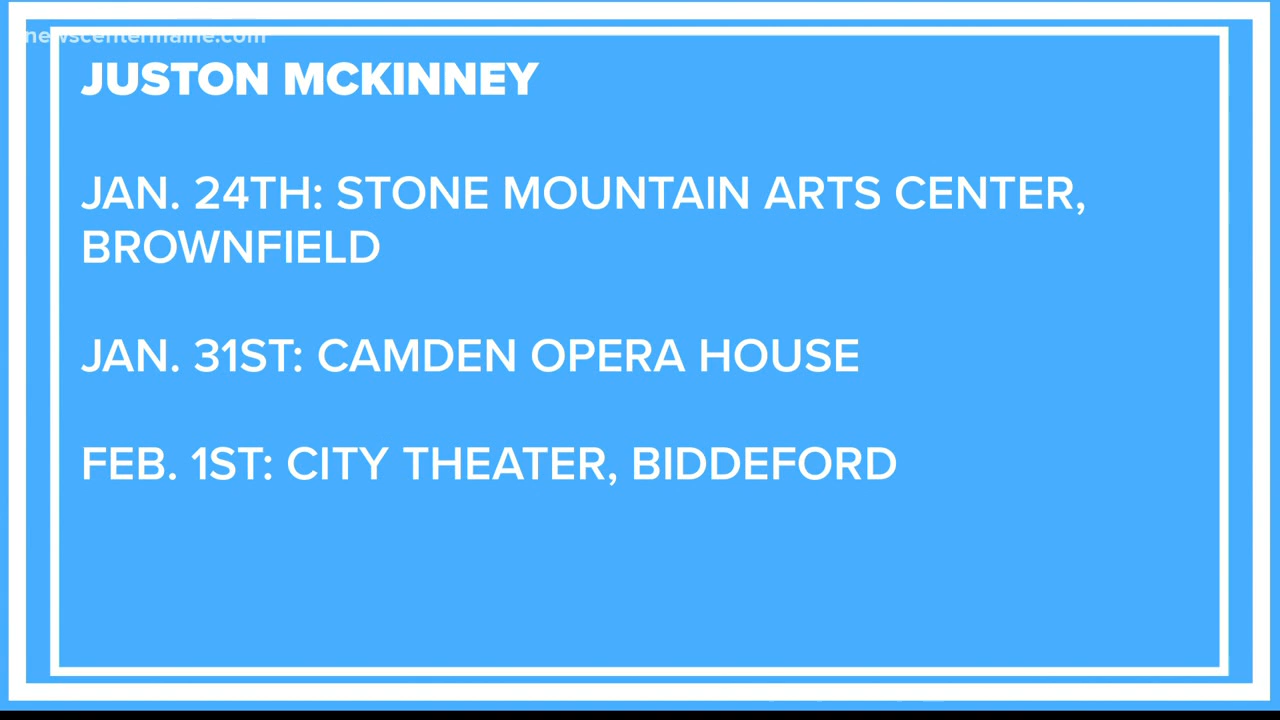 newscentermaine.com
JUSTON MCKINNEY
JAN. 24TH: STONE MOUNTAIN ARTS CENTER,
BROWNFIELD
JAN. 31ST: CAMDEN OPERA HOUSE
FEB. 1ST: CITY THEATER, BIDDEFORD